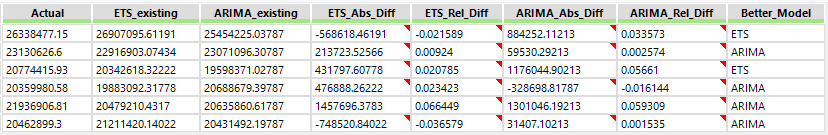 Actual ETS_existing ARIMA_existing ETS_Abs_Diff ETS_Rel_Diff ARIMA_Abs_Diff ARIMA_Rel_Diff Better_Model
26338477.15 26907095.61191 25454225.03787 -568618.46191 -0.021589 884252.11213 0.033573 ETS
23130626.6 22916903.07434 23071096.30787 213723.52566 0.00924 59530.29213 0.002574 ARIMA
20774415.93 20342618.32222 19598371.02787 431797.60778 0.020785 1176044.90213 0.05661 ETS
20359980.58 19883092.31778 20688679.39787 476888.26222 0.023423 -328698.81787 -0.016144 ARIMA
21936906.81 20479210.4317 20635860.61787 1457696.3783 0.066449 1301046.19213 0.059309 ARIMA
20462899.3 21211420.14022 20431492.19787 -748520.84022 -0.036579 31407.10213 0.001535 ARIMA